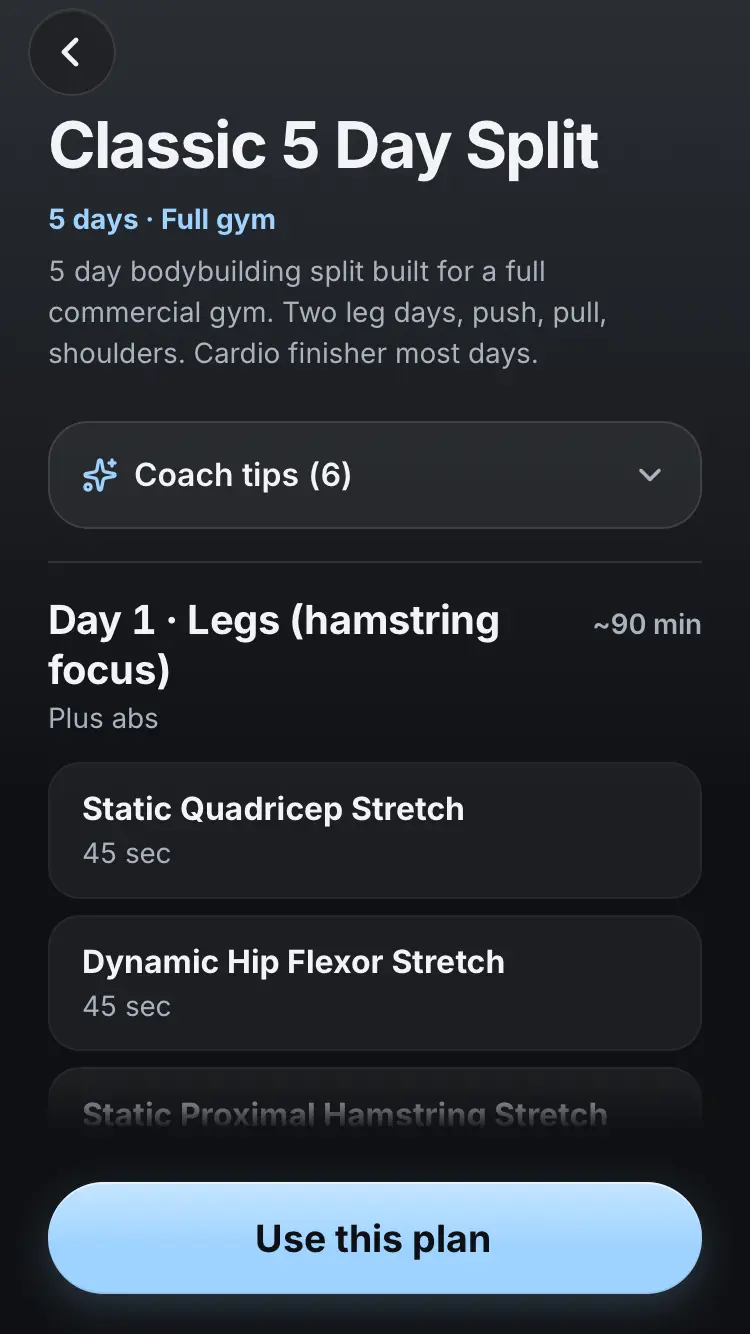 Classic 5 Day Split
5 days · Full gym
5 day bodybuilding split built for a full
commercial gym. Two leg days, push, pull,
shoulders. Cardio finisher most days.
Coach tips (6)
Day 1 · Legs (hamstring
focus)
~90 min
Plus abs
Static Quadricep Stretch
45 sec
Dynamic Hip Flexor Stretch
45 sec
Static Proximal Hamstring Stretch
Use this plan